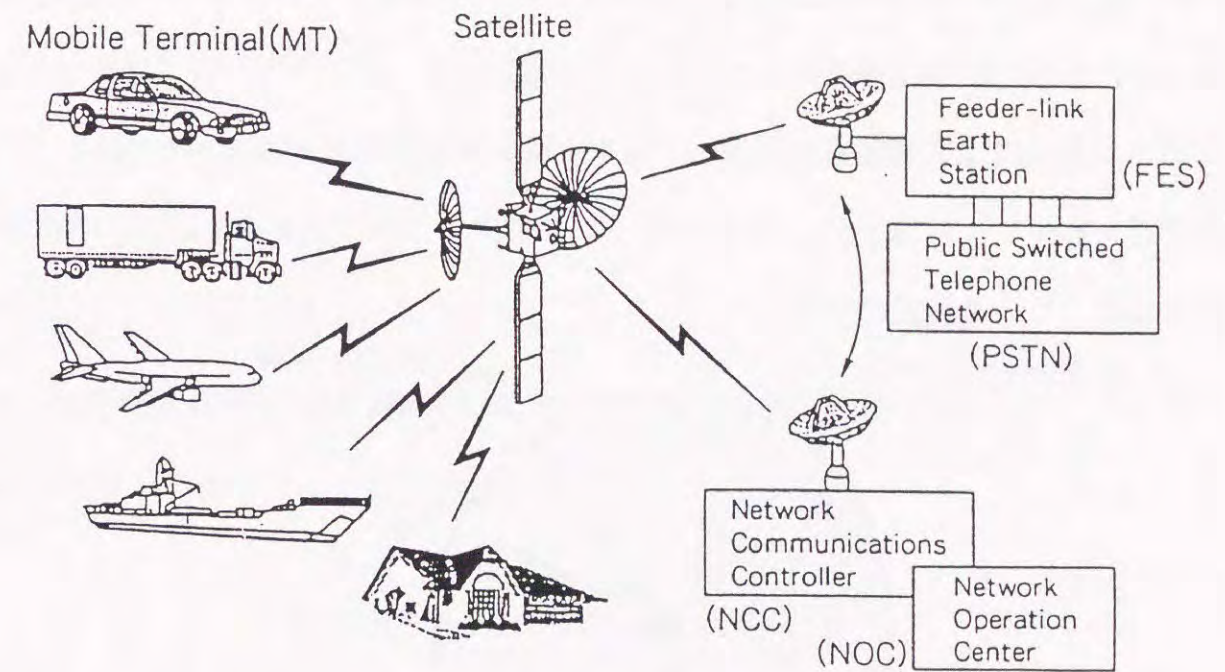 Mobile Terminal(MT)
Satellite
Feeder-link
Earth
Station
(FES)
Public Switched
Telephone
Network
(PSTN)
Network
Communications
Controller
(NCC)
Network
Operation
Center
(NOC)